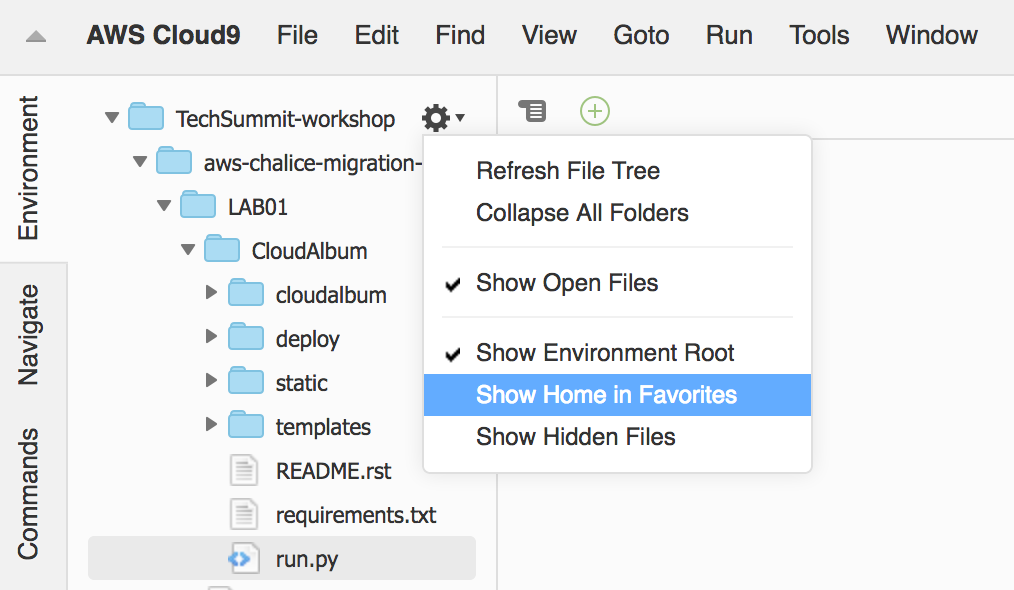 AWS Cloud9 File Edit Find View Goto Run Tools Window
Environment
Navigate
Commands
TechSummit-workshop
aws-chalice-migration-
LAB01
CloudAlbum
cloudalbum
deploy
static
templates
README.rst
requirements.txt
run.py
Refresh File Tree
Collapse All Folders
Show Open Files
Show Environment Root
Show Home in Favorites
Show Hidden Files